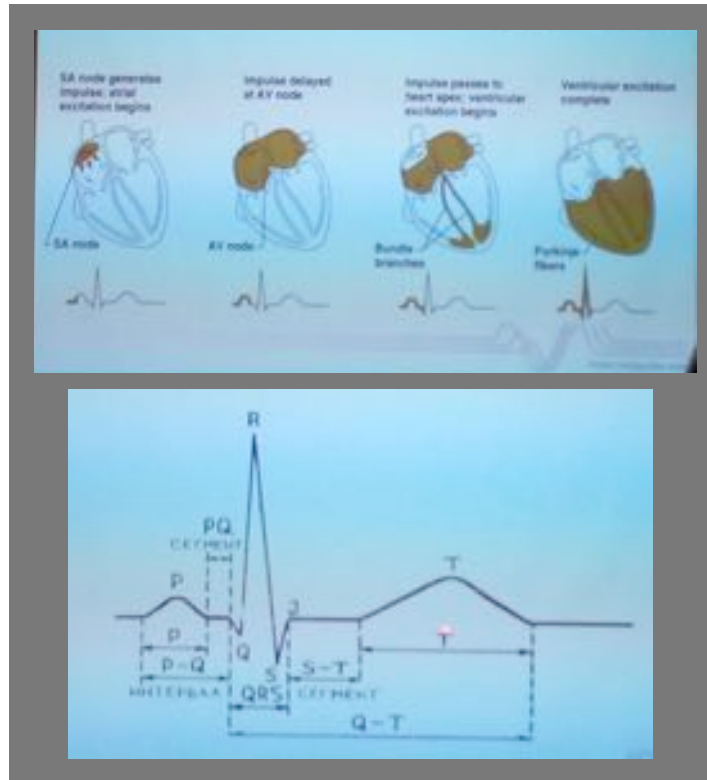 SA node generates
impulse; atrial
excitation begins
Impulse delayed
at AV node
Impulse passes to
heart apex; ventricular
excitation begins
Ventricular excitation
complete
SA node
AV node
Bundle
branches
Purkinje
fibers
R
PQ
СЕГМЕНТ
P
T
J
P
Q
S
S-T
T
P-Q
ИНТЕРВАЛ
QRS
СЕГМЕНТ
Q-T